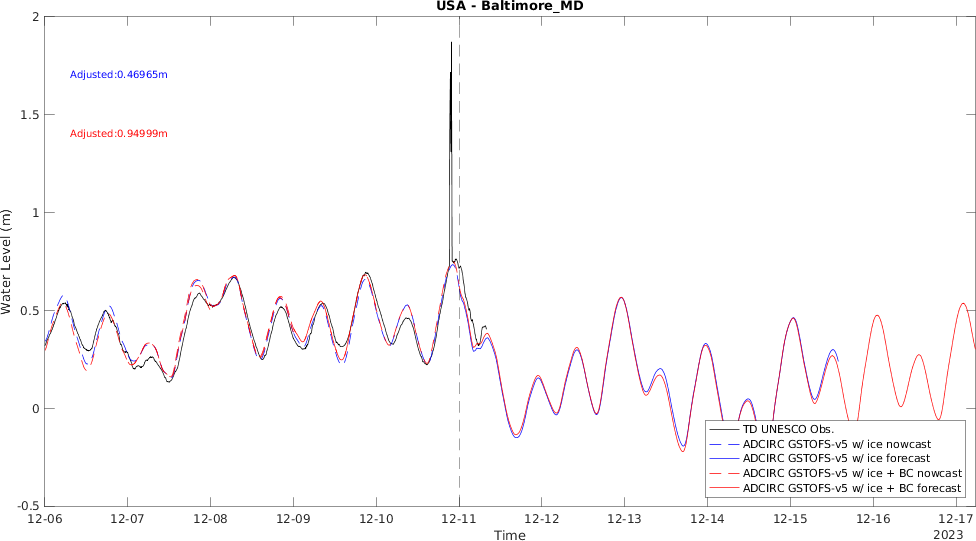 USA - Baltimore_MD
2
1.5
1
0.5
0
-0.5
Water Level (m)
Adjusted:0.46965m
Adjusted:0.94999m
TD UNESCO Obs.
ADCIRC GSTOFS-v5 w/ ice nowcast
ADCIRC GSTOFS-v5 w/ ice forecast
ADCIRC GSTOFS-v5 w/ ice + BC nowcast
ADCIRC GSTOFS-v5 w/ ice + BC forecast
12-06 12-07 12-08 12-09 12-10 12-11 12-12 12-13 12-14 12-15 12-16 12-17
Time
2023